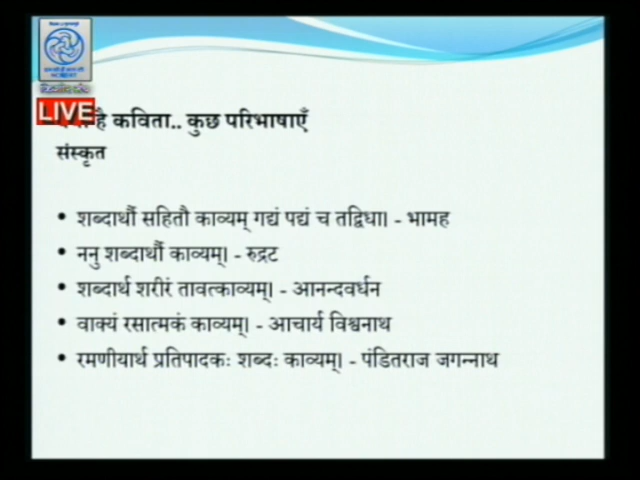 LIVE
है कविता.. कुछ परिभाषाएँ
संस्कृत
• शब्दार्थौ सहितौ काव्यम् गद्यं पद्यं च तद्विधा। - भामह
• ननु शब्दार्थौ काव्यम्। - रुद्रट
• शब्दार्थ शरीरं तावत्काव्यम्। - आनन्दवर्धन
• वाक्यं रसात्मकं काव्यम्। - आचार्य विश्वनाथ
• रमणीयार्थ प्रतिपादकः शब्दः काव्यम्। - पंडितराज जगन्नाथ